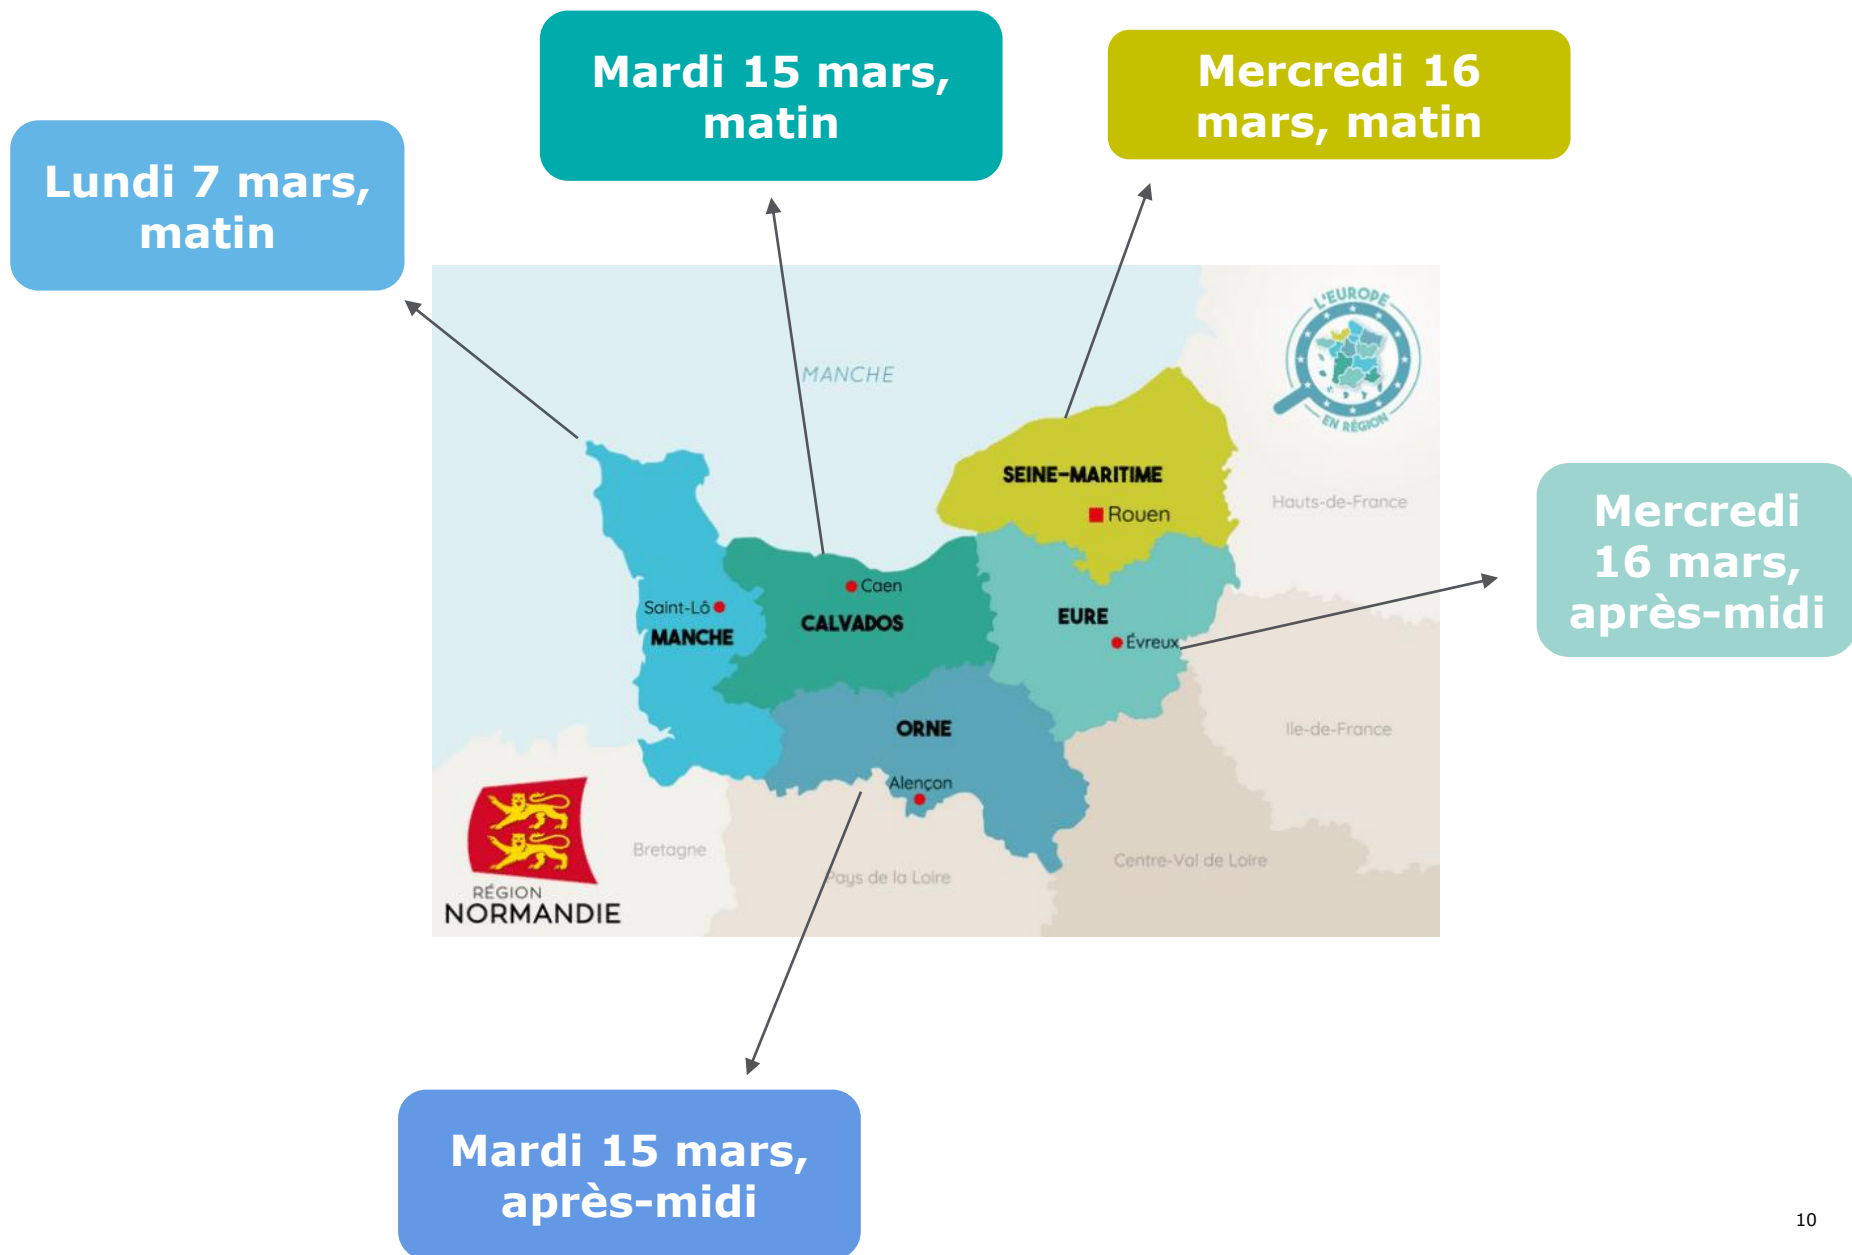 Mardi 15 mars,
matin
Mercredi 16
mars, matin
Lundi 7 mars,
matin
L'EUROPE
EN RÉGION
MANCHE
SEINE-MARITIME
Rouen
Hauts-de-France
Mercredi
16 mars,
après-midi
Caen
CALVADOS
Saint-Lô
MANCHE
EURE
Évreux
ORNE
Alençon
Ile-de-France
Bretagne
Pays de la Loire
Centre-Val de Loire
RÉGION
NORMANDIE
Mardi 15 mars,
après-midi
10